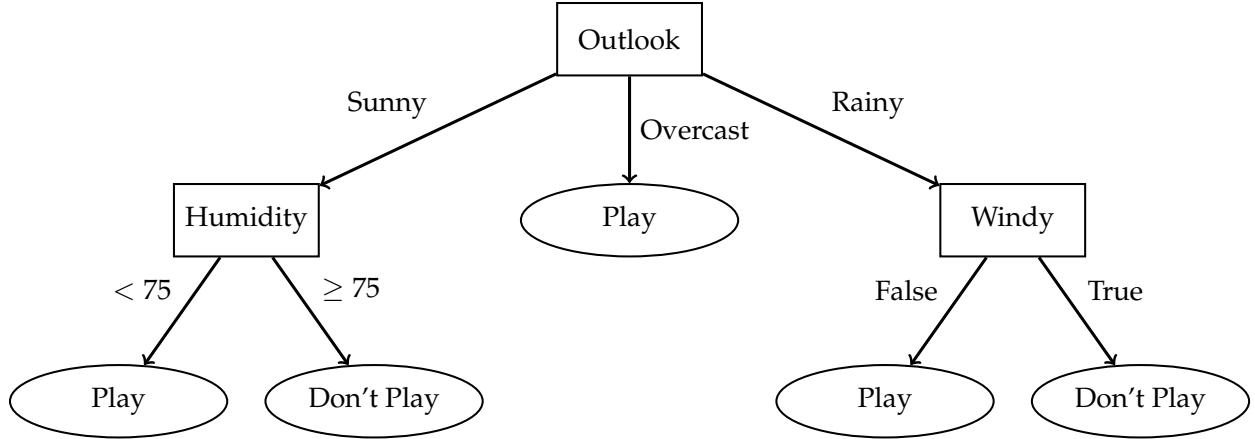 Outlook
Sunny
Overcast
Rainy
Humidity
Play
Windy
< 75
≥ 75
False
True
Play
Don't Play
Play
Don't Play